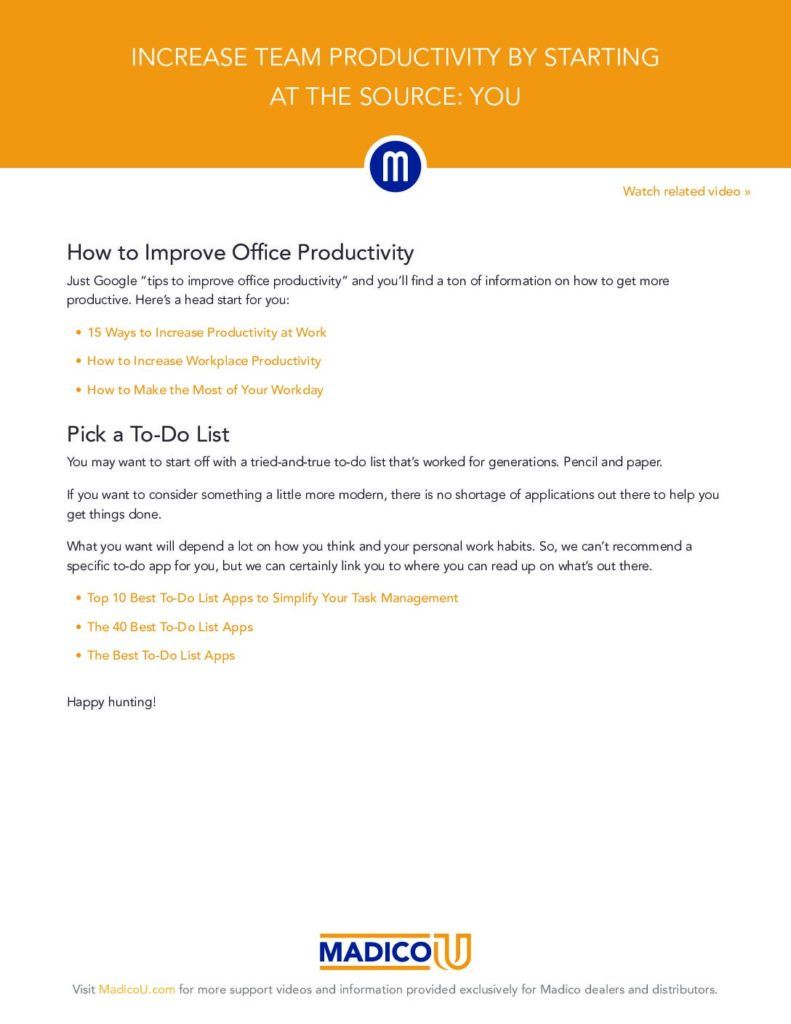 INCREASE TEAM PRODUCTIVITY BY STARTING
AT THE SOURCE: YOU
m
Watch related video »
How to Improve Office Productivity
Just Google “tips to improve office productivity” and you’ll find a ton of information on how to get more
productive. Here’s a head start for you:
• 15 Ways to Increase Productivity at Work
• How to Increase Workplace Productivity
• How to Make the Most of Your Workday
Pick a To-Do List
You may want to start off with a tried-and-true to-do list that’s worked for generations. Pencil and paper.
If you want to consider something a little more modern, there is no shortage of applications out there to help you
get things done.
What you want will depend a lot on how you think and your personal work habits. So, we can’t recommend a
specific to-do app for you, but we can certainly link you to where you can read up on what’s out there.
• Top 10 Best To-Do List Apps to Simplify Your Task Management
• The 40 Best To-Do List Apps
• The Best To-Do List Apps
Happy hunting!
MADICO U
Visit MadicoU.com for more support videos and information provided exclusively for Madico dealers and distributors.